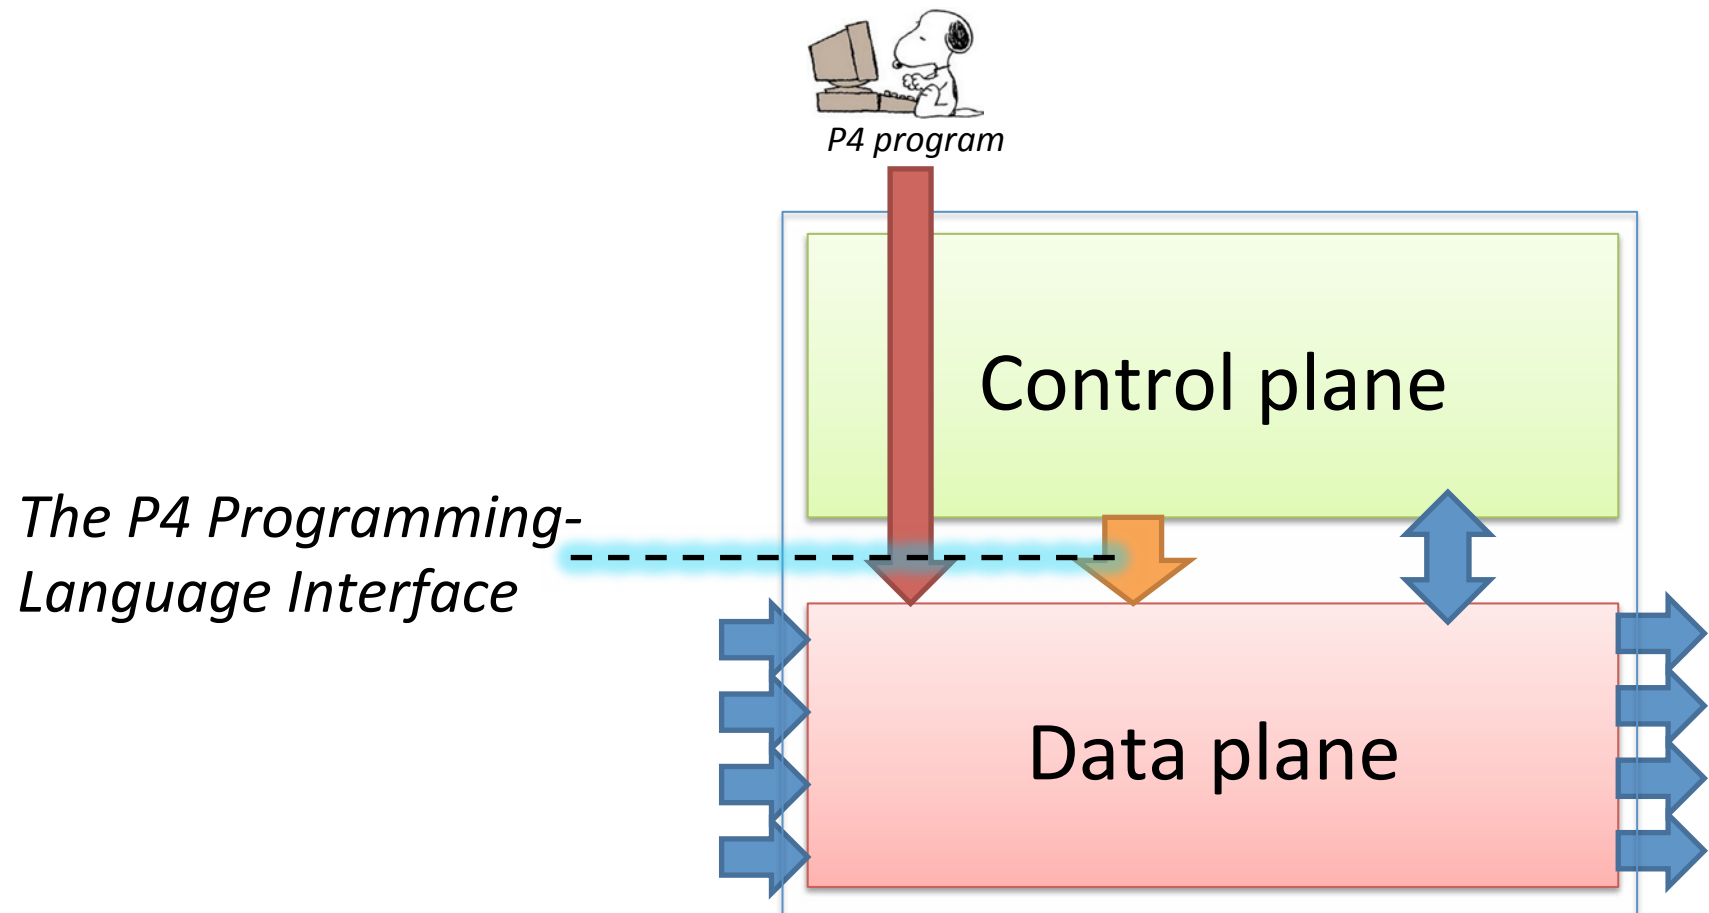 P4 program
Control plane
The P4 Programming-
Language Interface
Data plane